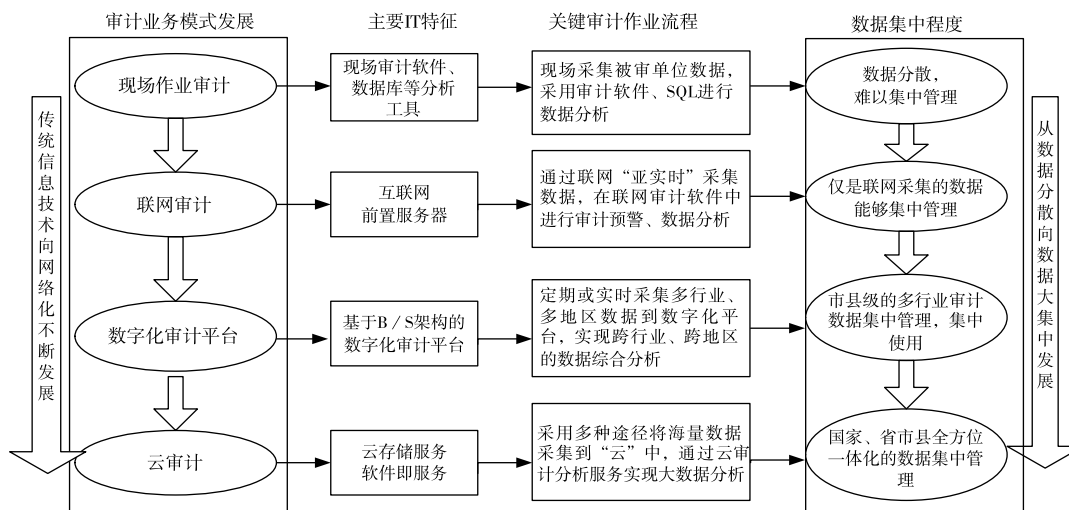 审计业务模式发展
主要IT特征
关键审计作业流程
数据集中程度
传统信息技术向网络化不断发展
现场作业审计
现场审计软件、
数据库等分析
工具
现场采集被审单位数据，
采用审计软件、SQL进行
数据分析
数据分散，
难以集中管理
联网审计
互联网
前置服务器
通过联网“亚实时”采集
数据，在联网审计软件中
进行审计预警、数据分析
仅是联网采集的数据
能够集中管理
数字化审计平台
基于B/S架构的
数字化审计平台
定期或实时采集多行业、
多地区数据到数字化平
台，实现跨行业、跨地区
的数据综合分析
市县级的多行业审计
数据集中管理，集中
使用
云审计
云存储服务
软件即服务
采用多种途径将海量数据
采集到“云”中，通过云审
计分析服务实现大数据分析
国家、省市县全方位
一体化的数据集中管
理
从数据分散向数据大集中发展